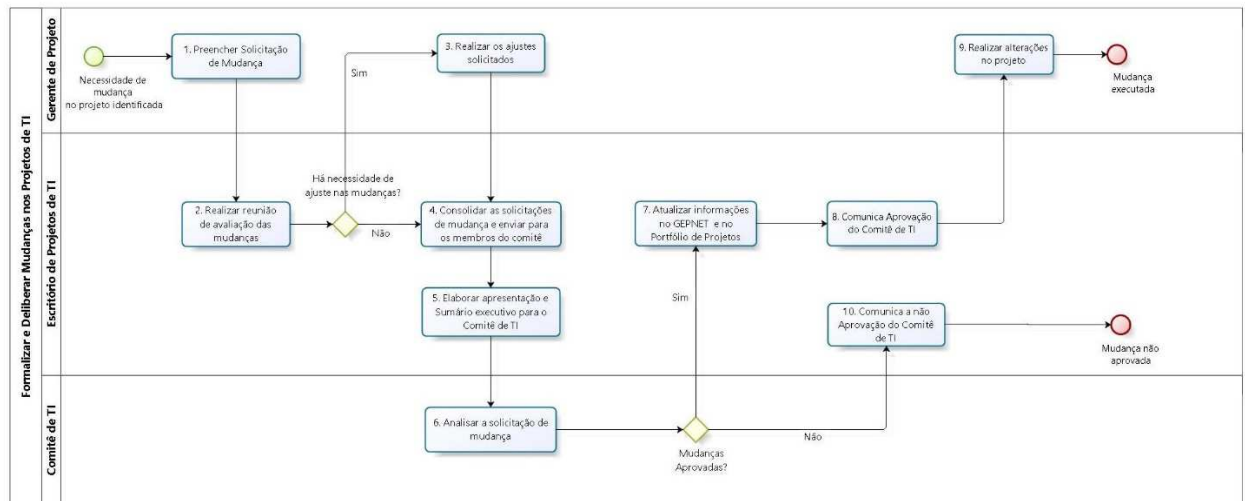 Formalizar e Deliberar Mudanças nos Projetos de TI
Gerente de Projeto
Necessidade de
mudança
no projeto identificada
1. Preencher Solicitação
de Mudança
Sim
3. Realizar os ajustes
solicitados
9. Realizar alterações
no projeto
Mudança
executada
Escritório de Projetos de TI
2. Realizar reunião
de avaliação das
mudanças
Há necessidade de
ajuste nas mudanças?
Não
4. Consolidar as solicitações
de mudança e enviar para
os membros do comitê
5. Elaborar apresentação e
Sumário executivo para o
Comitê de TI
7. Atualizar informações
no GEPNET e no
Portfólio de Projetos
Sim
8. Comunica Aprovação
do Comitê de TI
10. Comunica a não
Aprovação do Comitê
de TI
Mudança não
aprovada
Comitê de TI
6. Analisar a solicitação de
mudança
Mudanças
Aprovadas?
Não